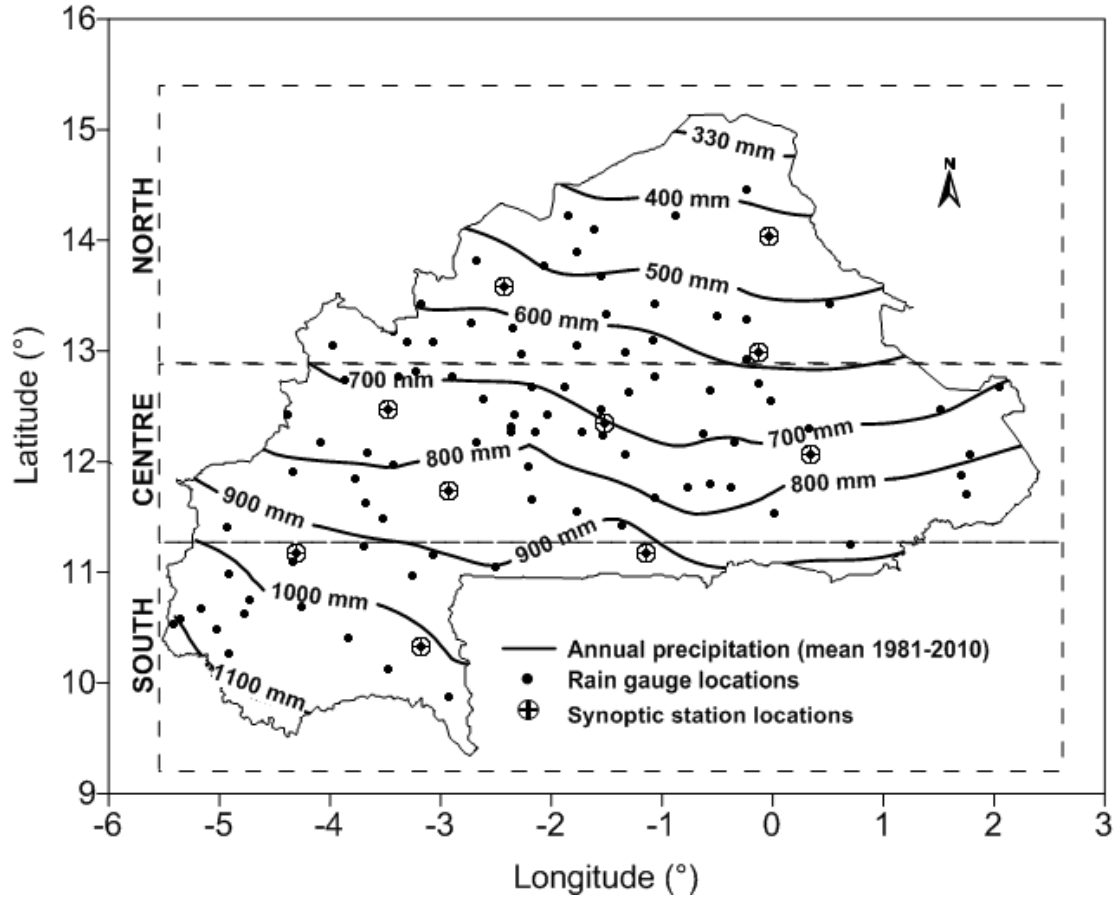 16
15
14
13
12
11
10
9
-6
-5
-4
-3
-2
-1
0
1
2
3
Latitude (°)
Longitude (°)
NORTH
CENTRE
SOUTH
N
330 mm
400 mm
500 mm
600 mm
700 mm
700 mm
800 mm
800 mm
900 mm
900 mm
1000 mm
1100 mm
Annual precipitation (mean 1981-2010)
Rain gauge locations
Synoptic station locations